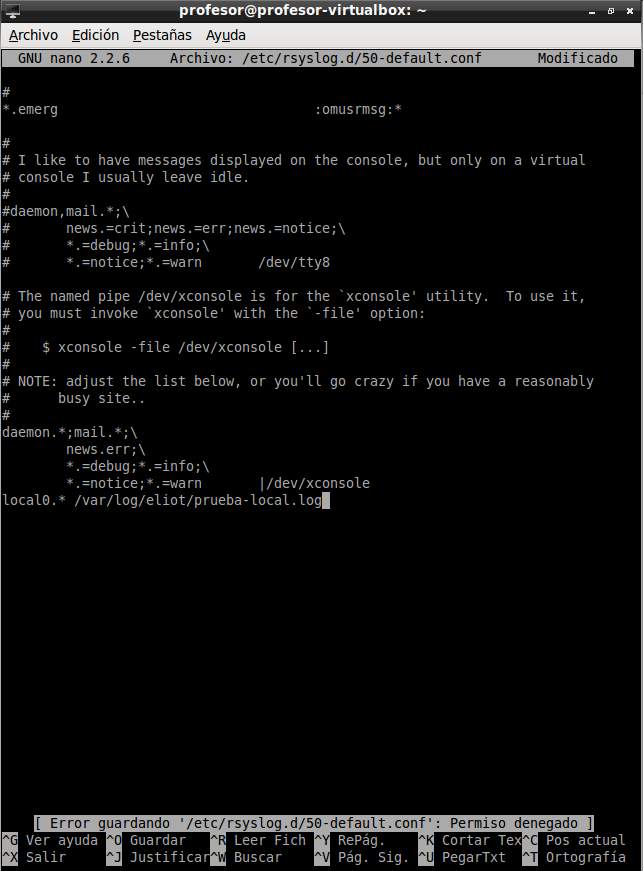 profesor@profesor-virtualbox: ~
Archivo Edición Pestañas Ayuda
GNU nano 2.2.6 Archivo: /etc/rsyslog.d/50-default.conf Modificado
#
*.emerg :omusrmsg:*
#
# I like to have messages displayed on the console, but only on a virtual
# console I usually leave idle.
#
#daemon,mail.*;\
# news.=crit;news.=err;news.=notice;\
# *.=debug;*.=info;\
# *.=notice;*.=warn /dev/tty8
# The named pipe /dev/xconsole is for the `xconsole' utility. To use it,
# you must invoke `xconsole' with the `-file' option:
#
# $ xconsole -file /dev/xconsole [...]
#
# NOTE: adjust the list below, or you'll go crazy if you have a reasonably
# busy site..
#
daemon.*;mail.*;\
news.err;\
*.=debug;*.=info;\
*.=notice;*.=warn |/dev/xconsole
local0.* /var/log/eliot/prueba-local.log
[ Error guardando '/etc/rsyslog.d/50-default.conf': Permiso denegado ]
^G Ver ayuda ^O Guardar ^R Leer Fich ^Y RePág. ^K Cortar Tex ^C Pos actual
^X Salir ^J Justificar ^W Buscar ^V Pág. Sig. ^U PegarTxt ^T Ortografía